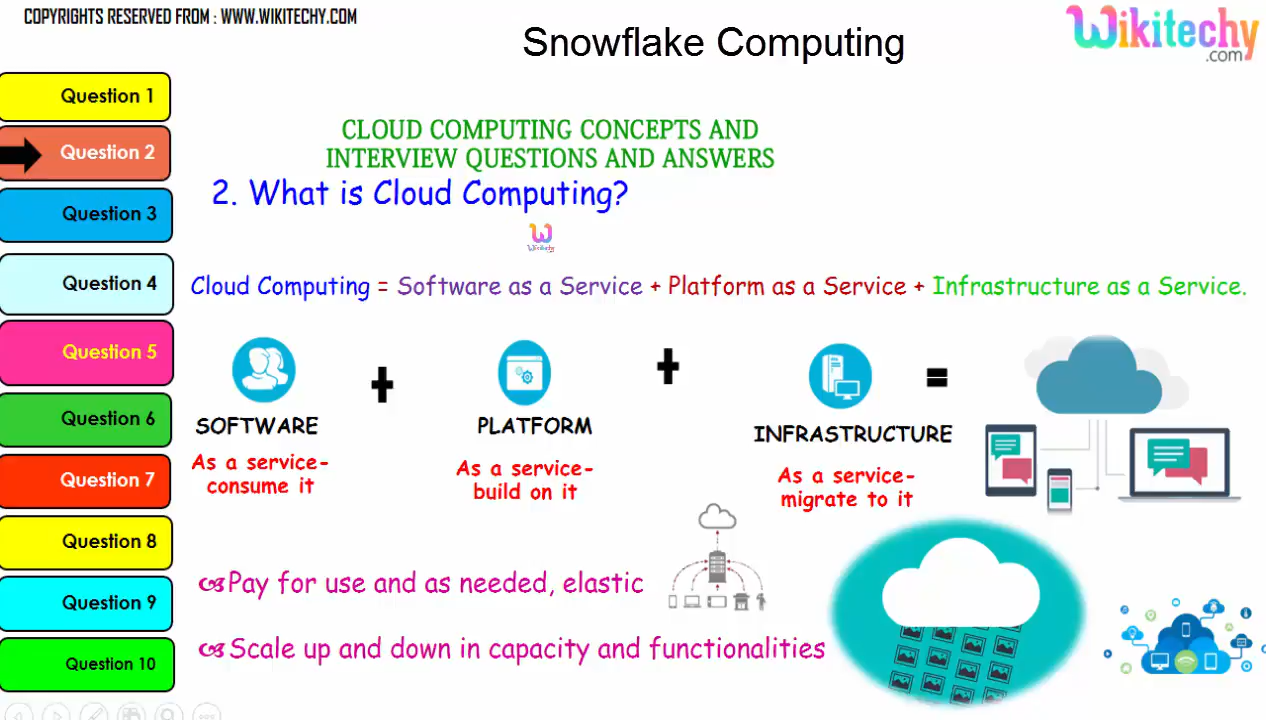 COPYRIGHTS RESERVED FROM : WWW.WIKITECHY.COM
Snowflake Computing
Wikitechy
.com
Question 1
Question 2
Question 3
Question 4
Question 5
Question 6
Question 7
Question 8
Question 9
Question 10
CLOUD COMPUTING CONCEPTS AND
INTERVIEW QUESTIONS AND ANSWERS
2. What is Cloud Computing?
Wikitechy
Cloud Computing = Software as a Service + Platform as a Service + Infrastructure as a Service.
+
+
=
SOFTWARE
As a service-
consume it
PLATFORM
As a service-
build on it
INFRASTRUCTURE
As a service-
migrate to it
Pay for use and as needed, elastic
Scale up and down in capacity and functionalities